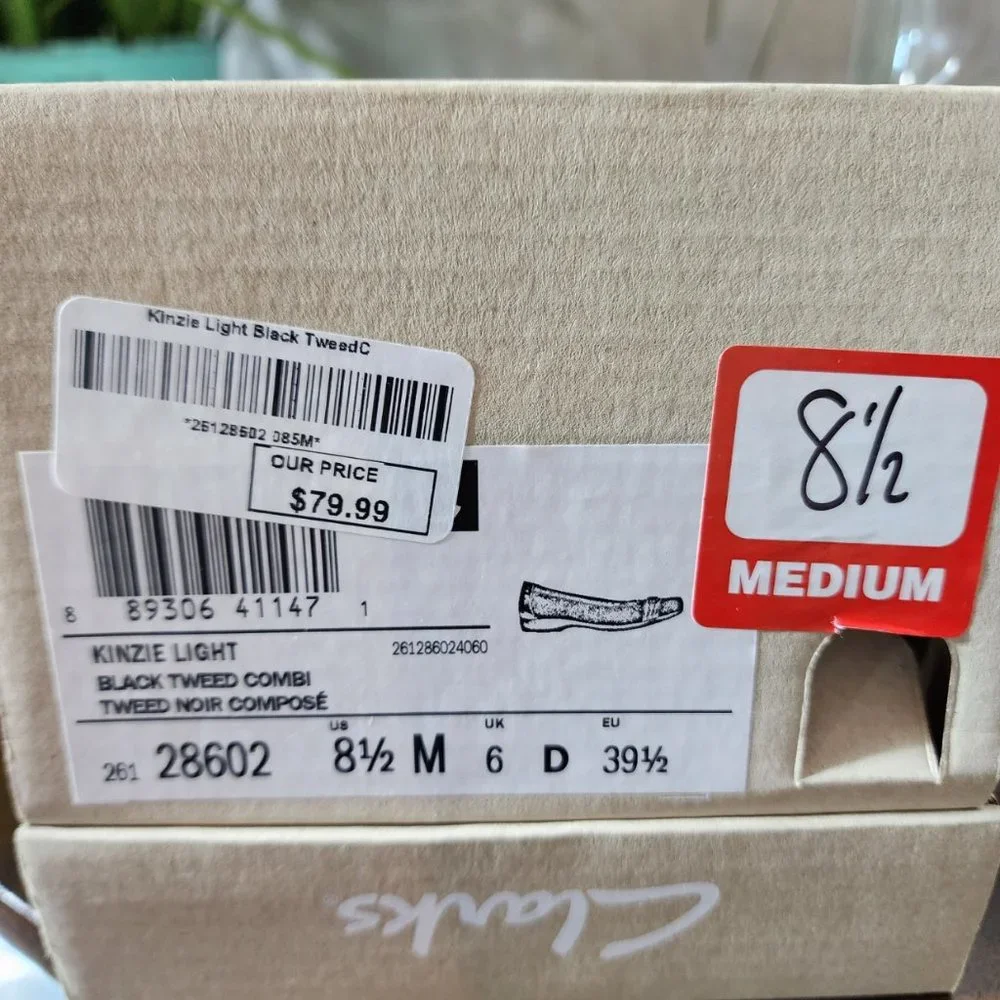 Kinzie Light Black TweedC
*26128602 085M*
OUR PRICE
$79.99
8½
MEDIUM
8 89306 41147 1
KINZIE LIGHT 261286024060
BLACK TWEED COMBI
TWEED NOIR COMPOSÉ
US UK EU
261 28602 8½ M 6 D 39½
Clarks